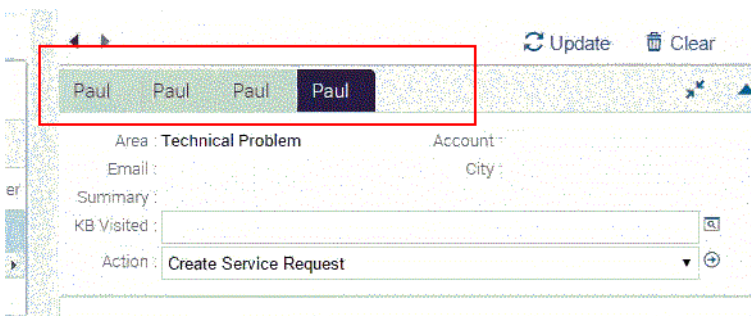 Update Clear
Paul Paul Paul Paul
Area : Technical Problem Account :
Email : City :
Summary :
er
KB Visited :
Action : Create Service Request